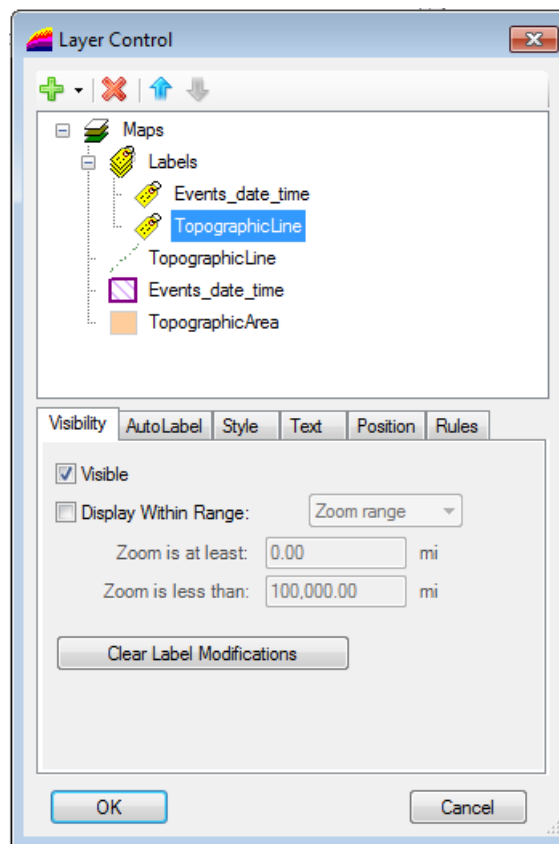 Layer Control
Maps
Labels
Events_date_time
TopographicLine
TopographicLine
Events_date_time
TopographicArea
Visibility AutoLabel Style Text Position Rules
Visible
Display Within Range: Zoom range
Zoom is at least: 0.00 mi
Zoom is less than: 100,000.00 mi
Clear Label Modifications
OK Cancel